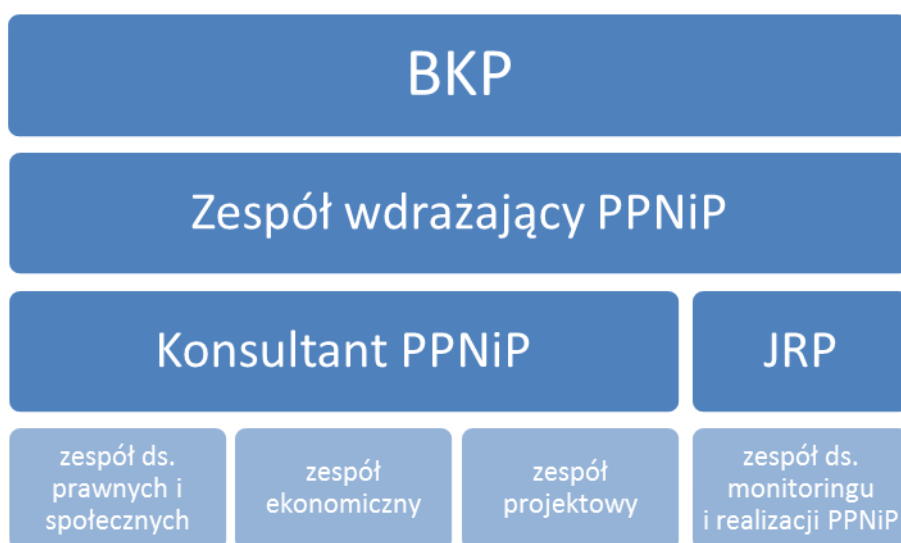 BKP
Zespół wdrażający PPNiP
Konsultant PPNiP
JRP
zespół ds.
prawnych i
społecznych
zespół
ekonomiczny
zespół
projektowy
zespół ds.
monitoringu
i realizacji PPNiP